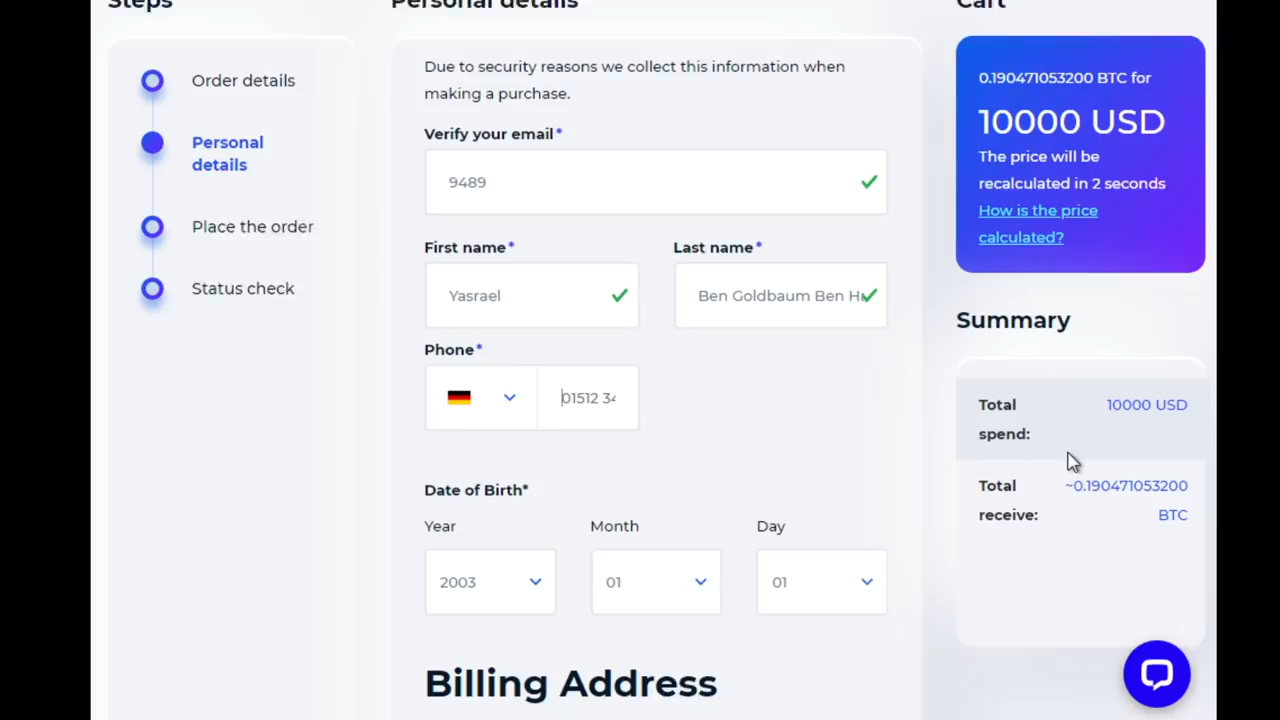 Steps
Order details
Personal
details
Place the order
Status check
Personal details
Due to security reasons we collect this information when
making a purchase.
Verify your email*
9489
First name*
Last name*
Yasrael
Ben Goldbaum Ben
Phone*
01512
Date of Birth*
Year
Month
Day
2003
01
01
Billing Address
Cart
0.190471053200 BTC for
10000 USD
The price will be
recalculated in 2 seconds
How is the price
calculated?
Summary
Total
spend:
10000 USD
Total
receive:
~0.190471053200
BTC